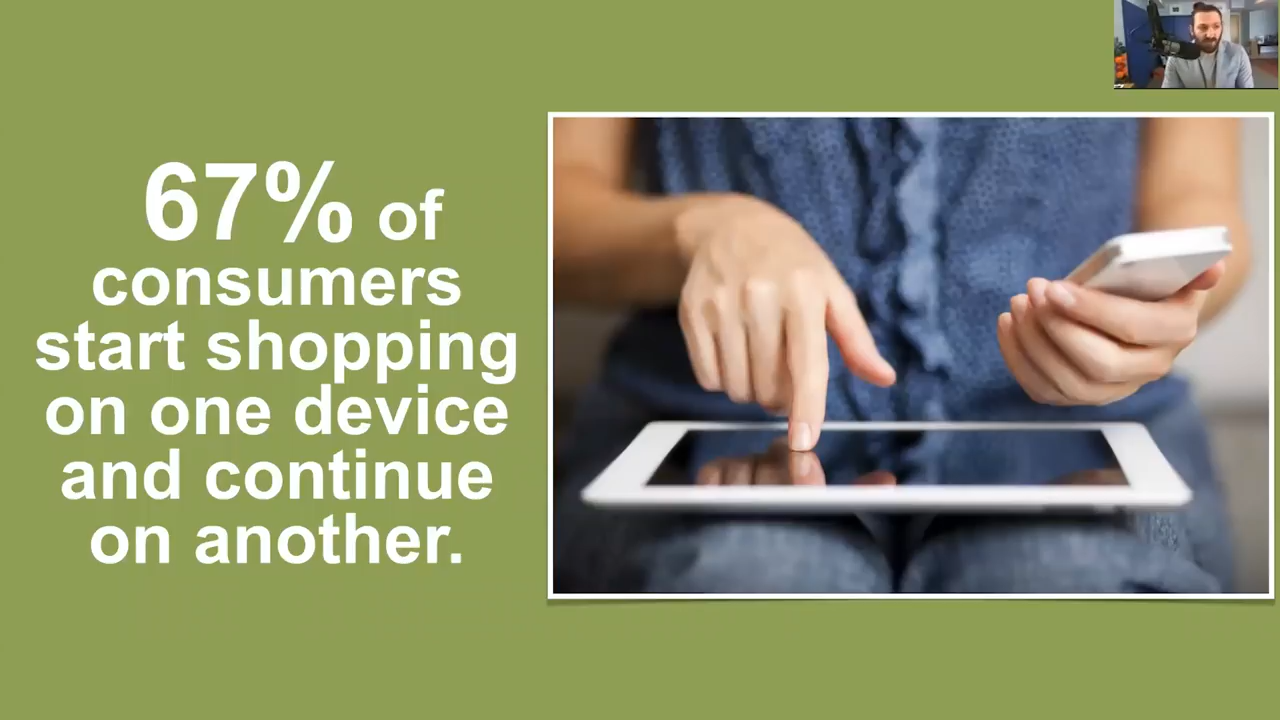 67% of
consumers
start shopping
on one device
and continue
on another.